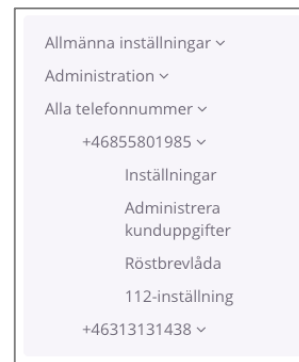 Allmänna inställningar
Administration
Alla telefonnummer
+46855801985
Inställningar
Administrera
kunduppgifter
Röstbrevlåda
112-inställning
+46313131438